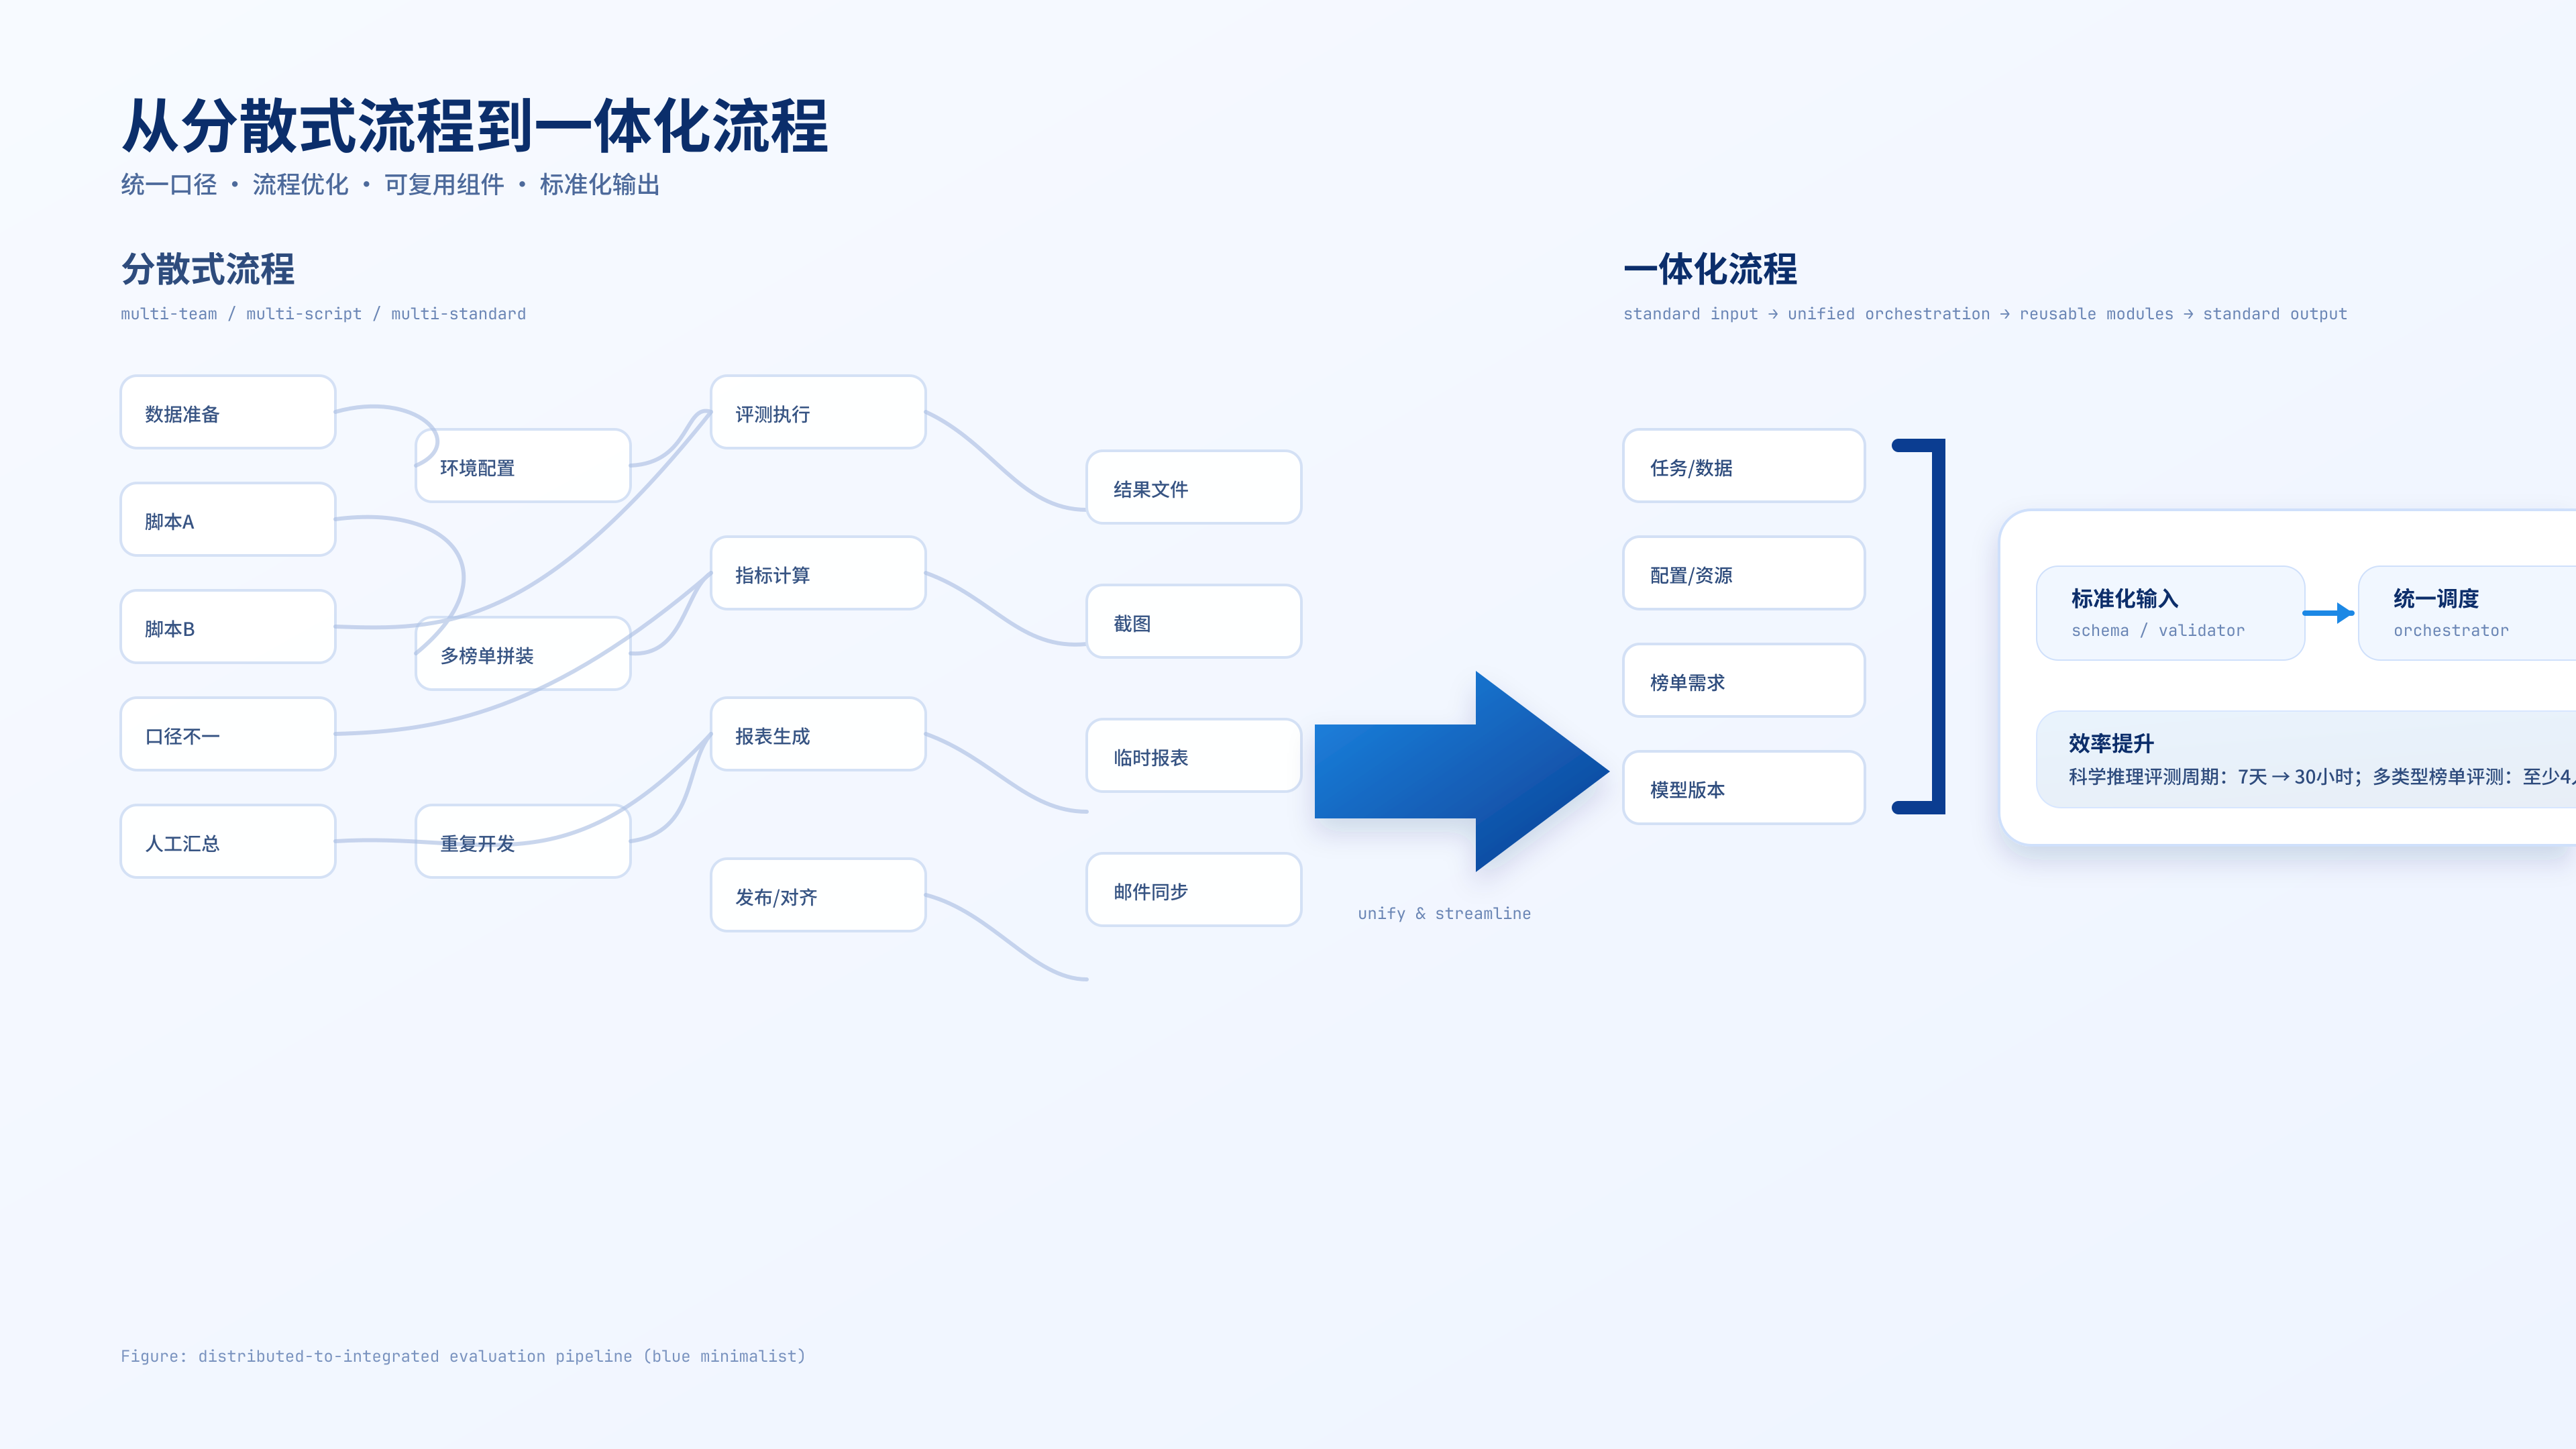 从分散式流程到一体化流程
统一口径 • 流程优化 • 可复用组件 • 标准化输出
分散式流程
multi-team / multi-script / multi-standard
数据准备
脚本A
脚本B
口径不一
人工汇总
环境配置
多榜单拼装
重复开发
评测执行
指标计算
报表生成
发布/对齐
结果文件
截图
临时报表
邮件同步
unify & streamline
一体化流程
standard input → unified orchestration → reusable modules → standard output
任务/数据
配置/资源
榜单需求
模型版本
标准化输入
schema / validator
统一调度
orchestrator
效率提升
科学推理评测周期：7天 → 30小时；多类型榜单评测：至少4
Figure: distributed-to-integrated evaluation pipeline (blue minimalist)